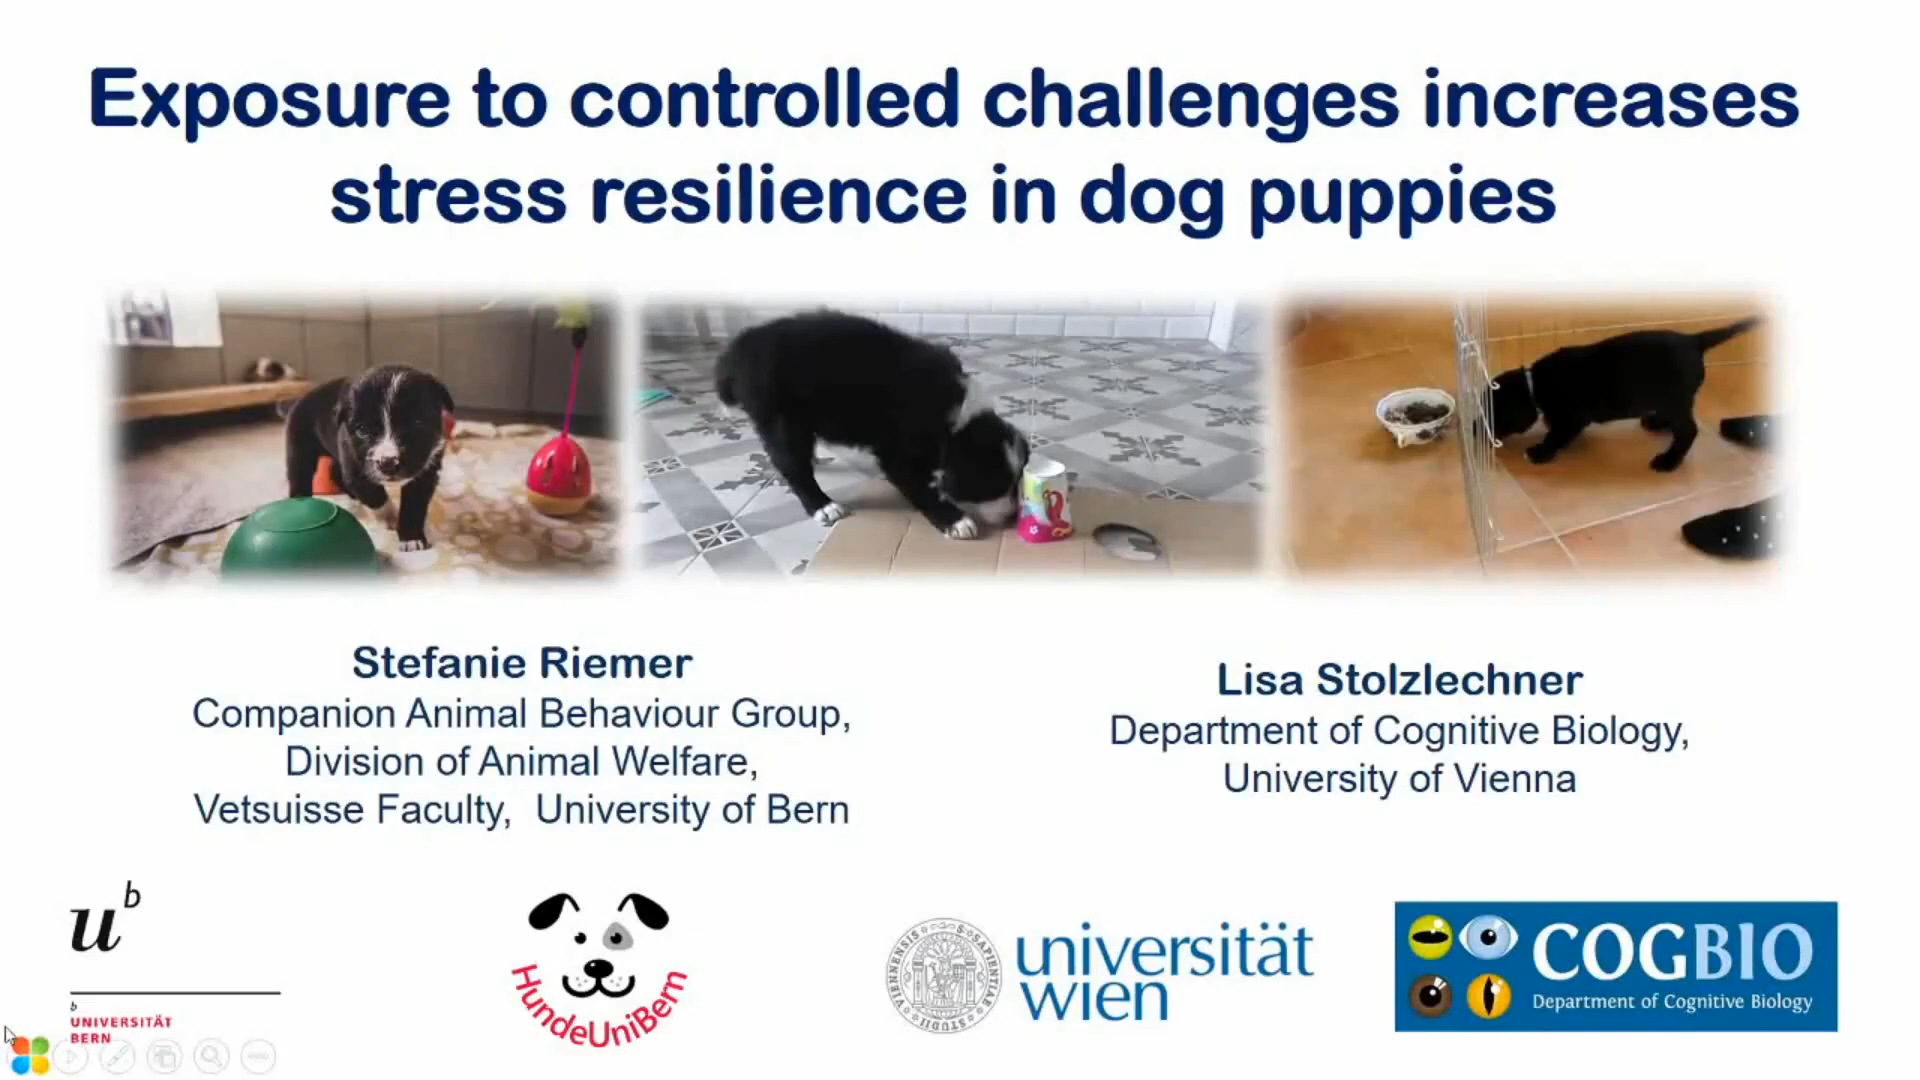 Exposure to controlled challenges increases
stress resilience in dog puppies
Stefanie Riemer
Companion Animal Behaviour Group,
Division of Animal Welfare,
Vetsuisse Faculty, University of Bern
Lisa Stolzlechner
Department of Cognitive Biology,
University of Vienna
u b
b
UNIVERSITÄT
BERN
HundeUniBern
universität
wien
COGBIO
Department of Cognitive Biology